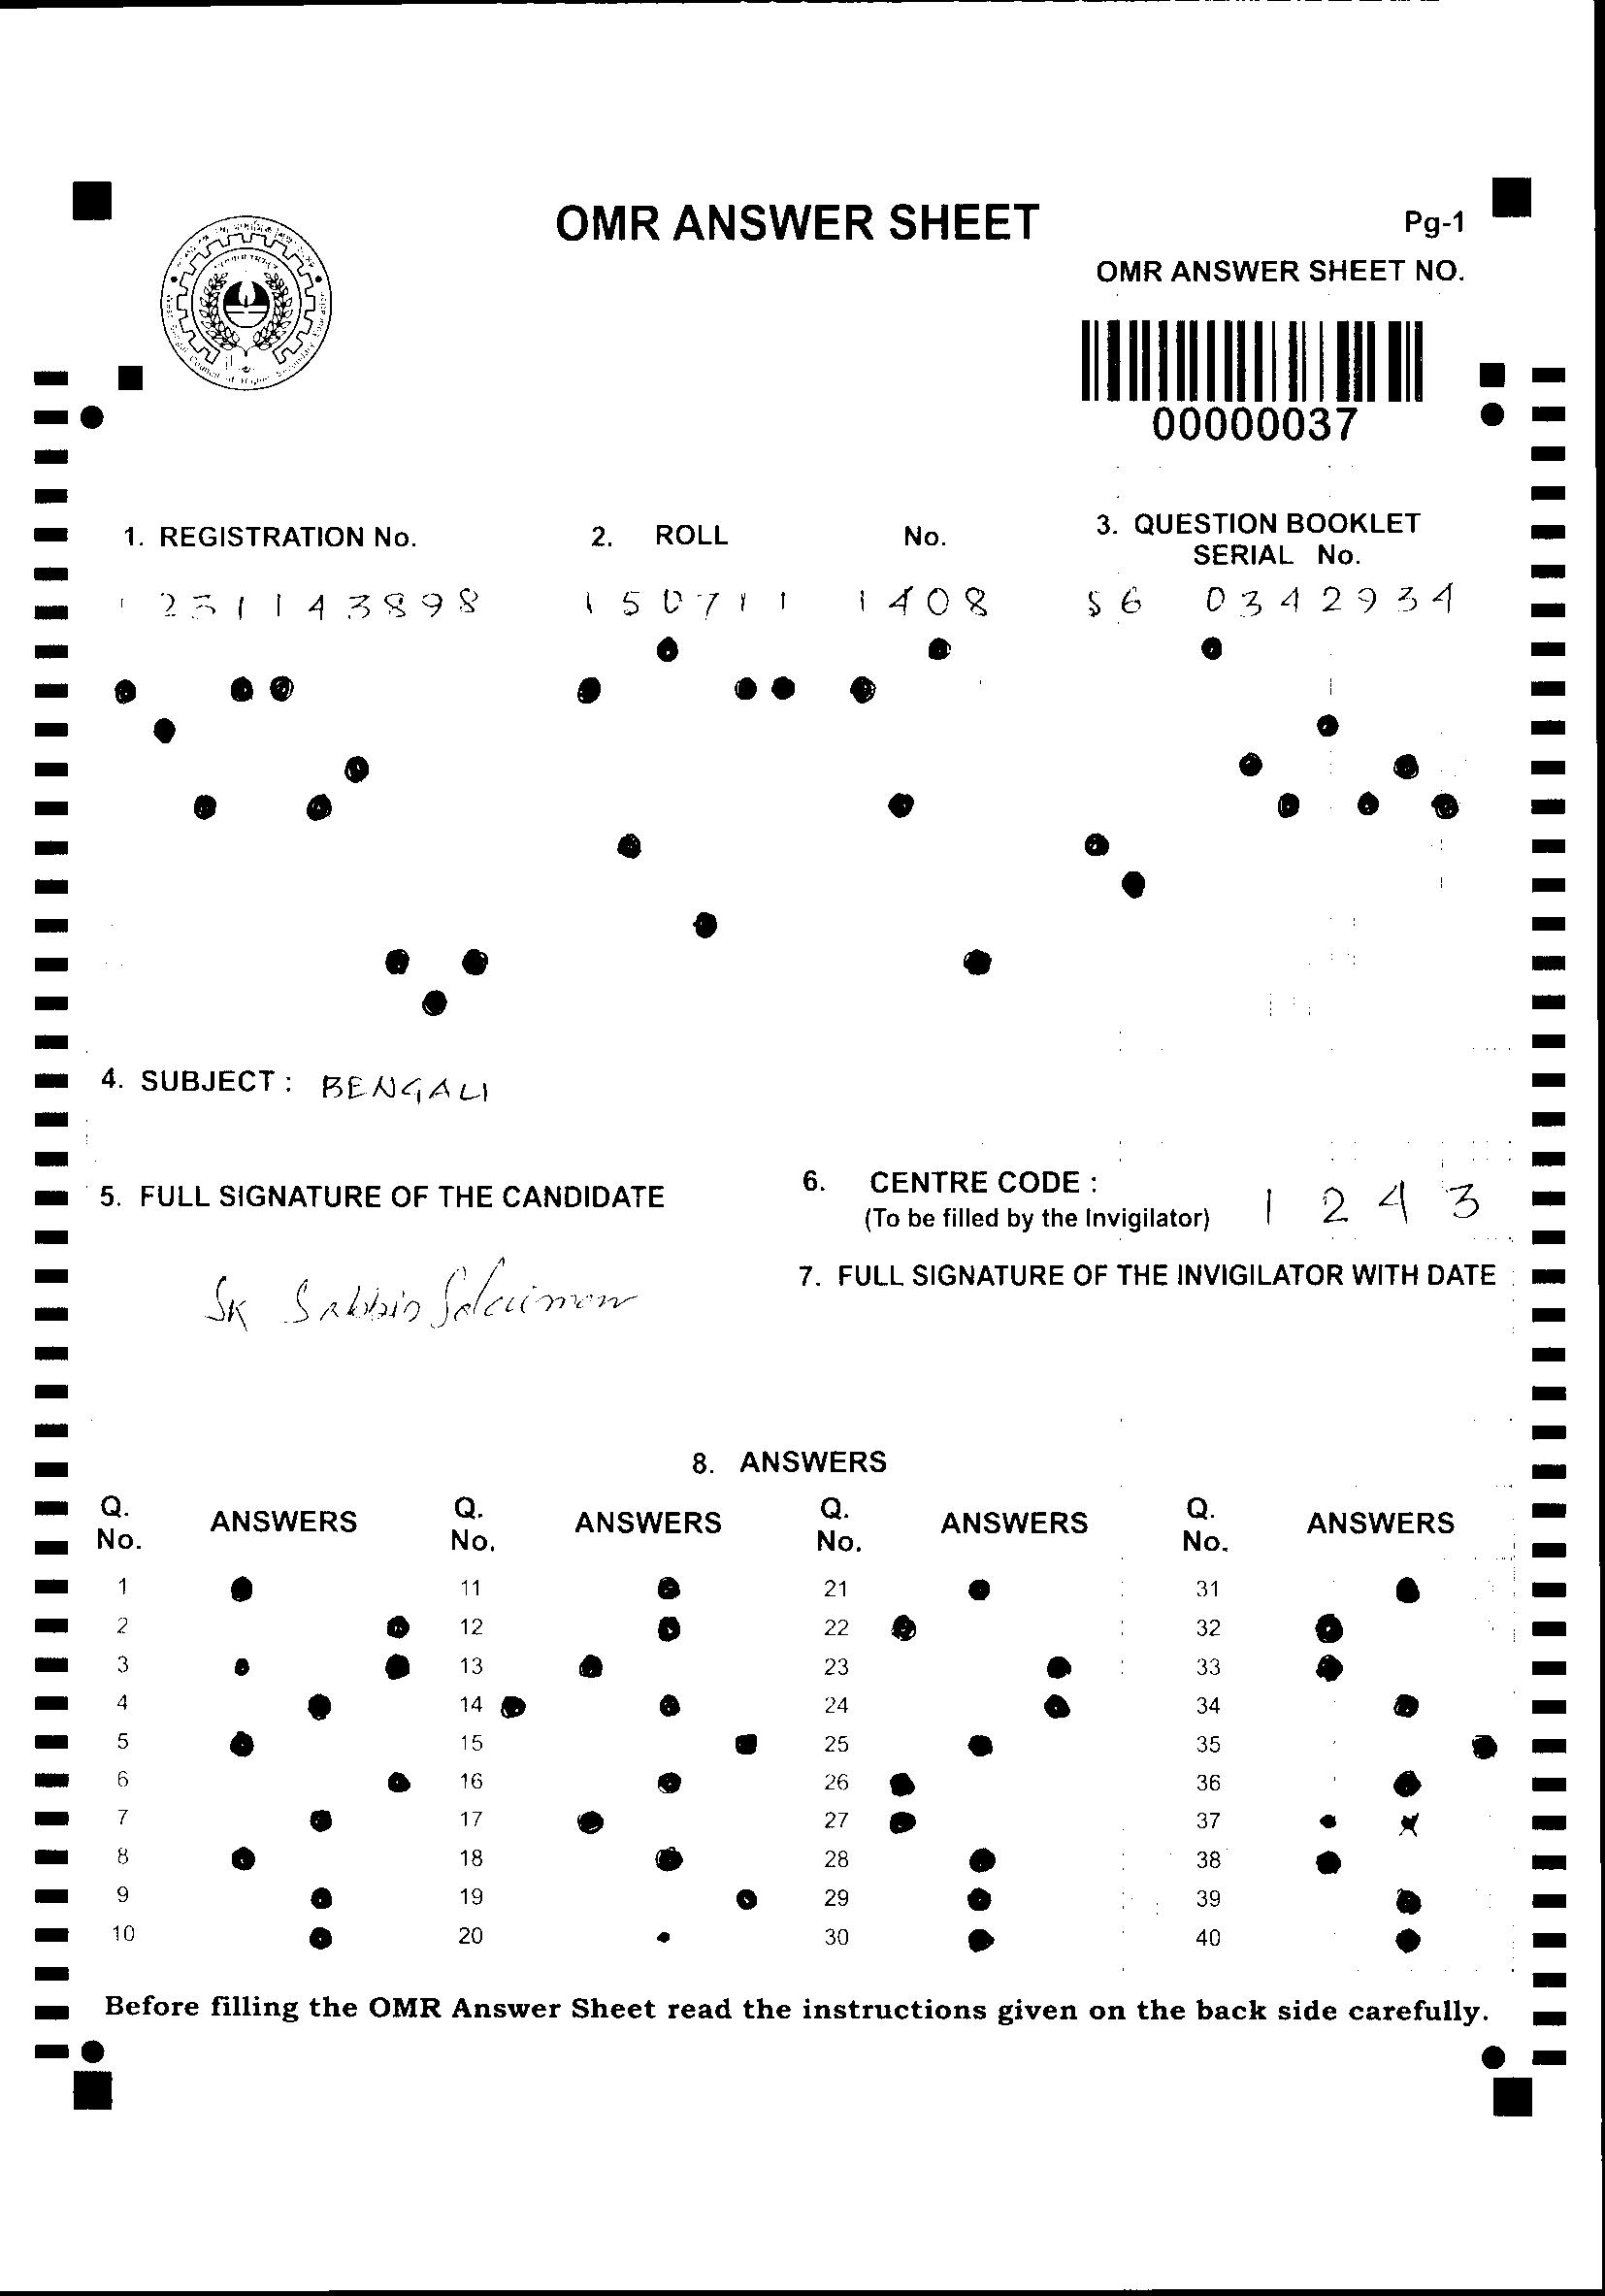 OMR ANSWER SHEET
Pg-1
OMR ANSWER SHEET NO.
00000037
1. REGISTRATION No.
2. ROLL No.
3. QUESTION BOOKLET
SERIAL No.
1 2 3 1 1 4 3 8 9 8
1 5 0 7 1 1 1 4 0 8
5 6 0 3 4 2 9 3 4
4. SUBJECT : BENGALI
5. FULL SIGNATURE OF THE CANDIDATE
6. CENTRE CODE :
(To be filled by the Invigilator)
1 2 4 3
7. FULL SIGNATURE OF THE INVIGILATOR WITH DATE
SK
8. ANSWERS
Q. No. ANSWERS Q. No. ANSWERS Q. No. ANSWERS Q. No. ANSWERS
1 11 21 31
2 12 22 32
3 13 23 33
4 14 24 34
5 15 25 35
6 16 26 36
7 17 27 37
8 18 28 38
9 19 29 39
10 20 30 40
Before filling the OMR Answer Sheet read the instructions given on the back side carefully.